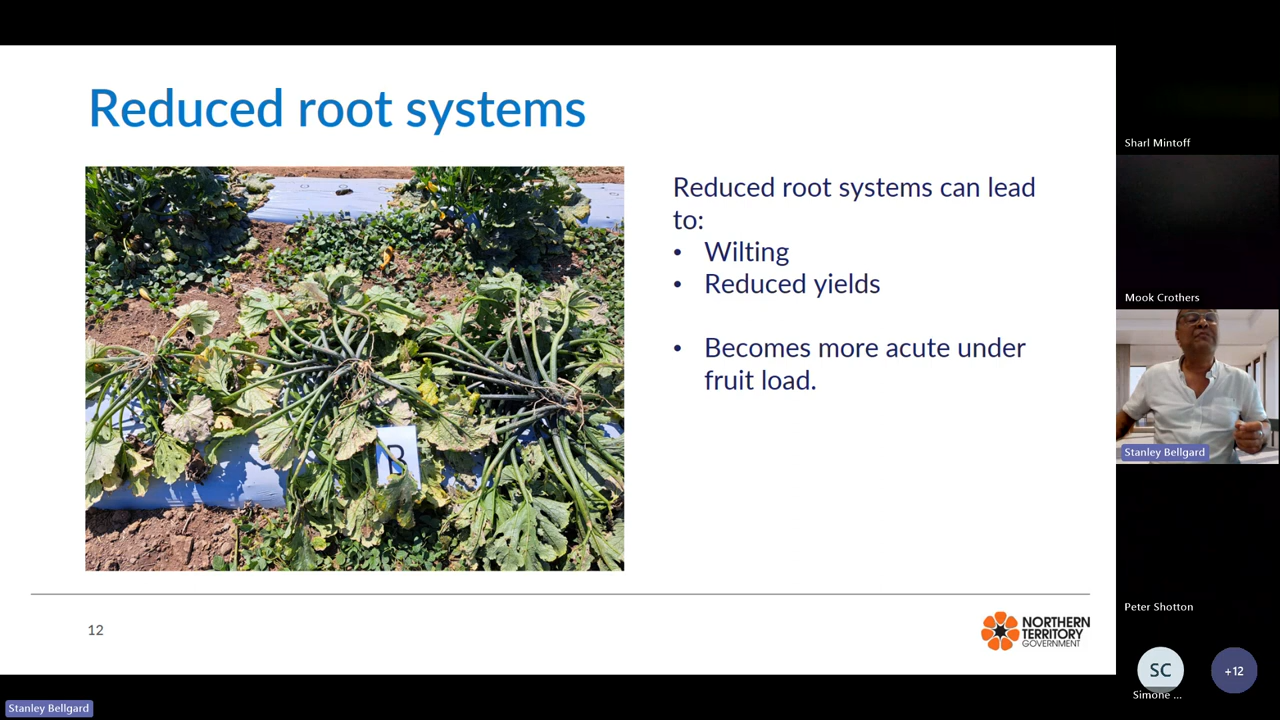 Reduced root systems
Reduced root systems can lead
to:
• Wilting
• Reduced yields
• Becomes more acute under
fruit load.
B
12
NORTHERN
TERRITORY
GOVERNMENT
Sharl Mintoff
Mook Crothers
Stanley Bellgard
Peter Shotton
SC
+12
Simone ...
Stanley Bellgard